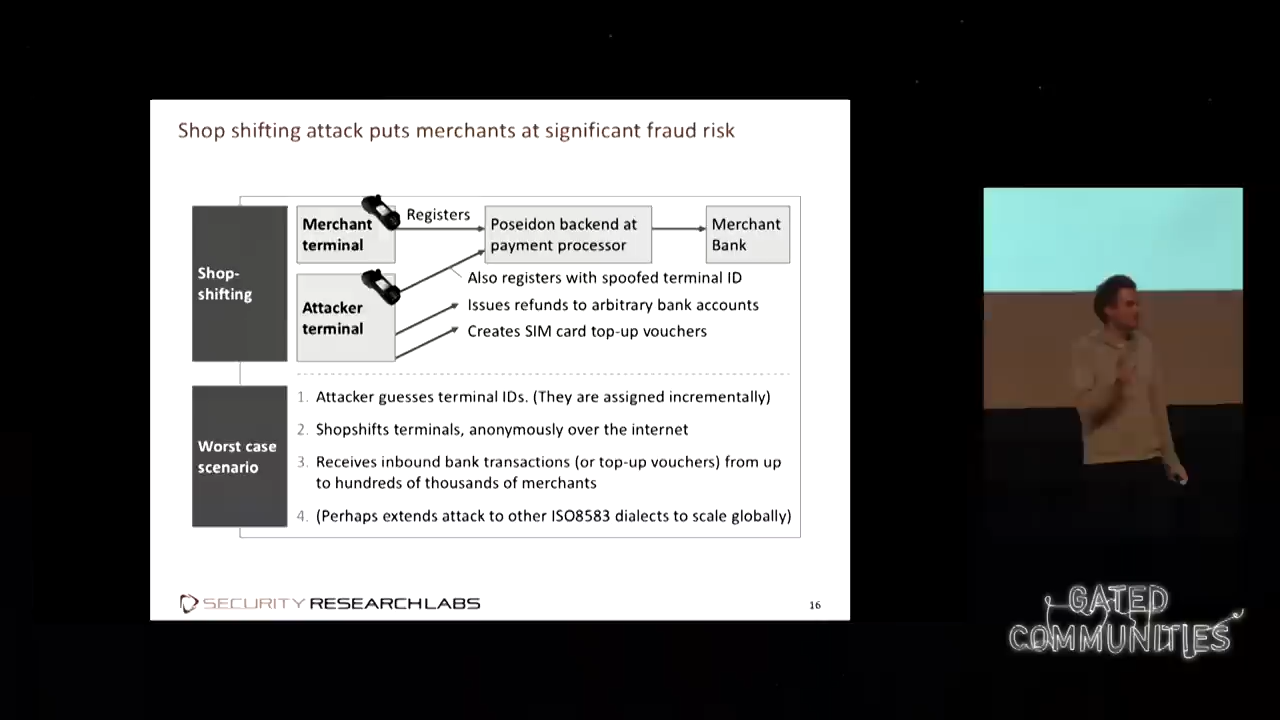 Shop shifting attack puts merchants at significant fraud risk
Shop-
shifting
Merchant
terminal
Registers
Poseidon backend at
payment processor
Merchant
Bank
Attacker
terminal
Also registers with spoofed terminal ID
Issues refunds to arbitrary bank accounts
Creates SIM card top-up vouchers
Worst case
scenario
1. Attacker guesses terminal IDs. (They are assigned incrementally)
2. Shopshifts terminals, anonymously over the internet
3. Receives inbound bank transactions (or top-up vouchers) from up
to hundreds of thousands of merchants
4. (Perhaps extends attack to other ISO8583 dialects to scale globally)
SECURITY RESEARCH LABS
16
GATED
COMMUNITIES